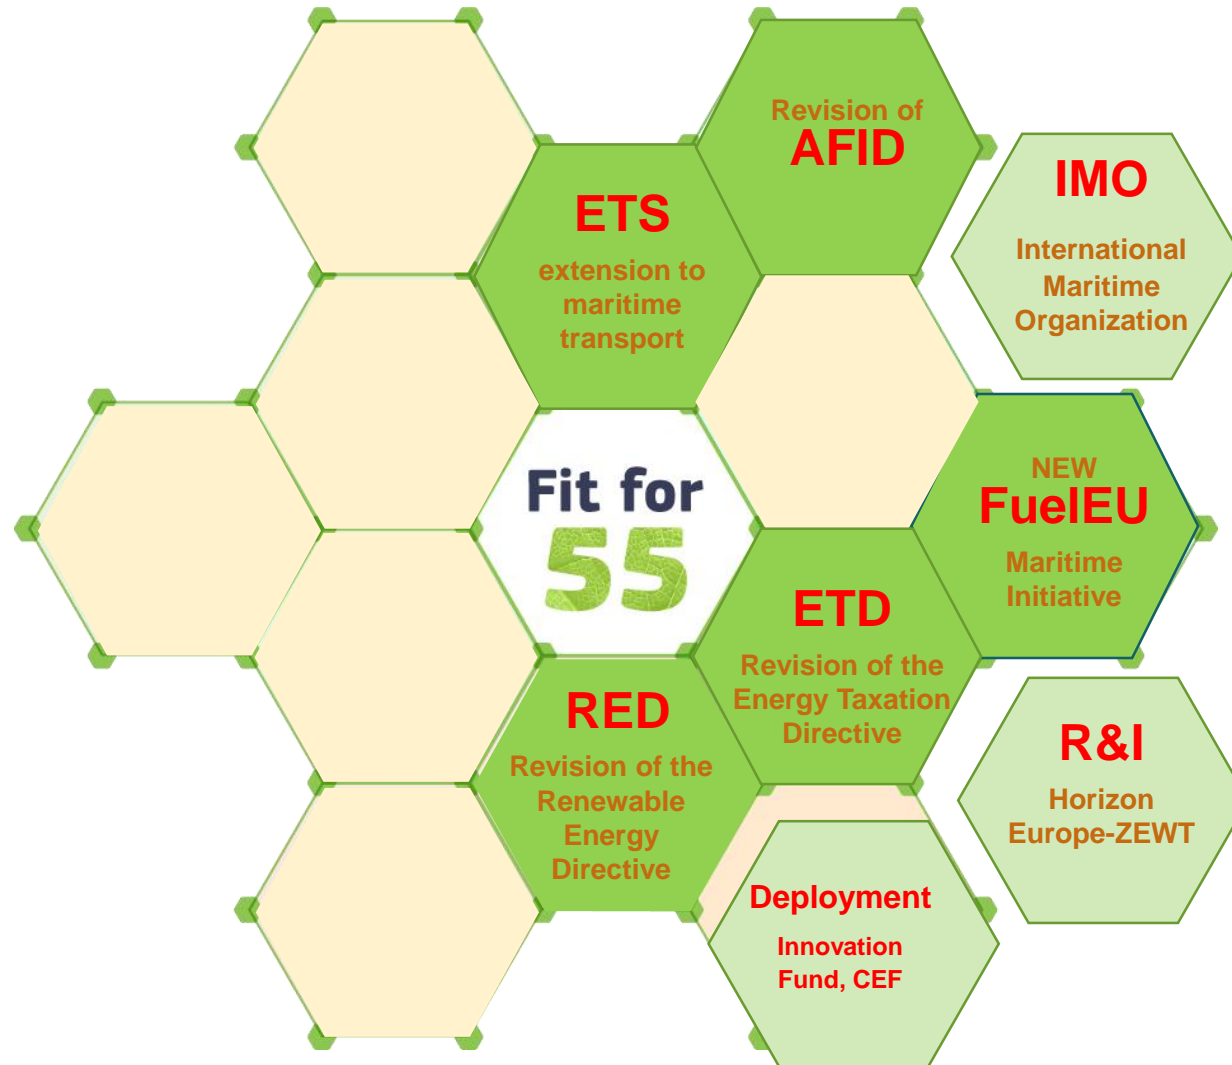 Revision of
AFID
IMO
International
Maritime
Organization
ETS
extension to
maritime
transport
Fit for
55
NEW
FuelEU
Maritime
Initiative
ETD
Revision of the
Energy Taxation
Directive
RED
Revision of the
Renewable
Energy
Directive
R&I
Horizon
Europe-ZEWT
Deployment
Innovation
Fund, CEF